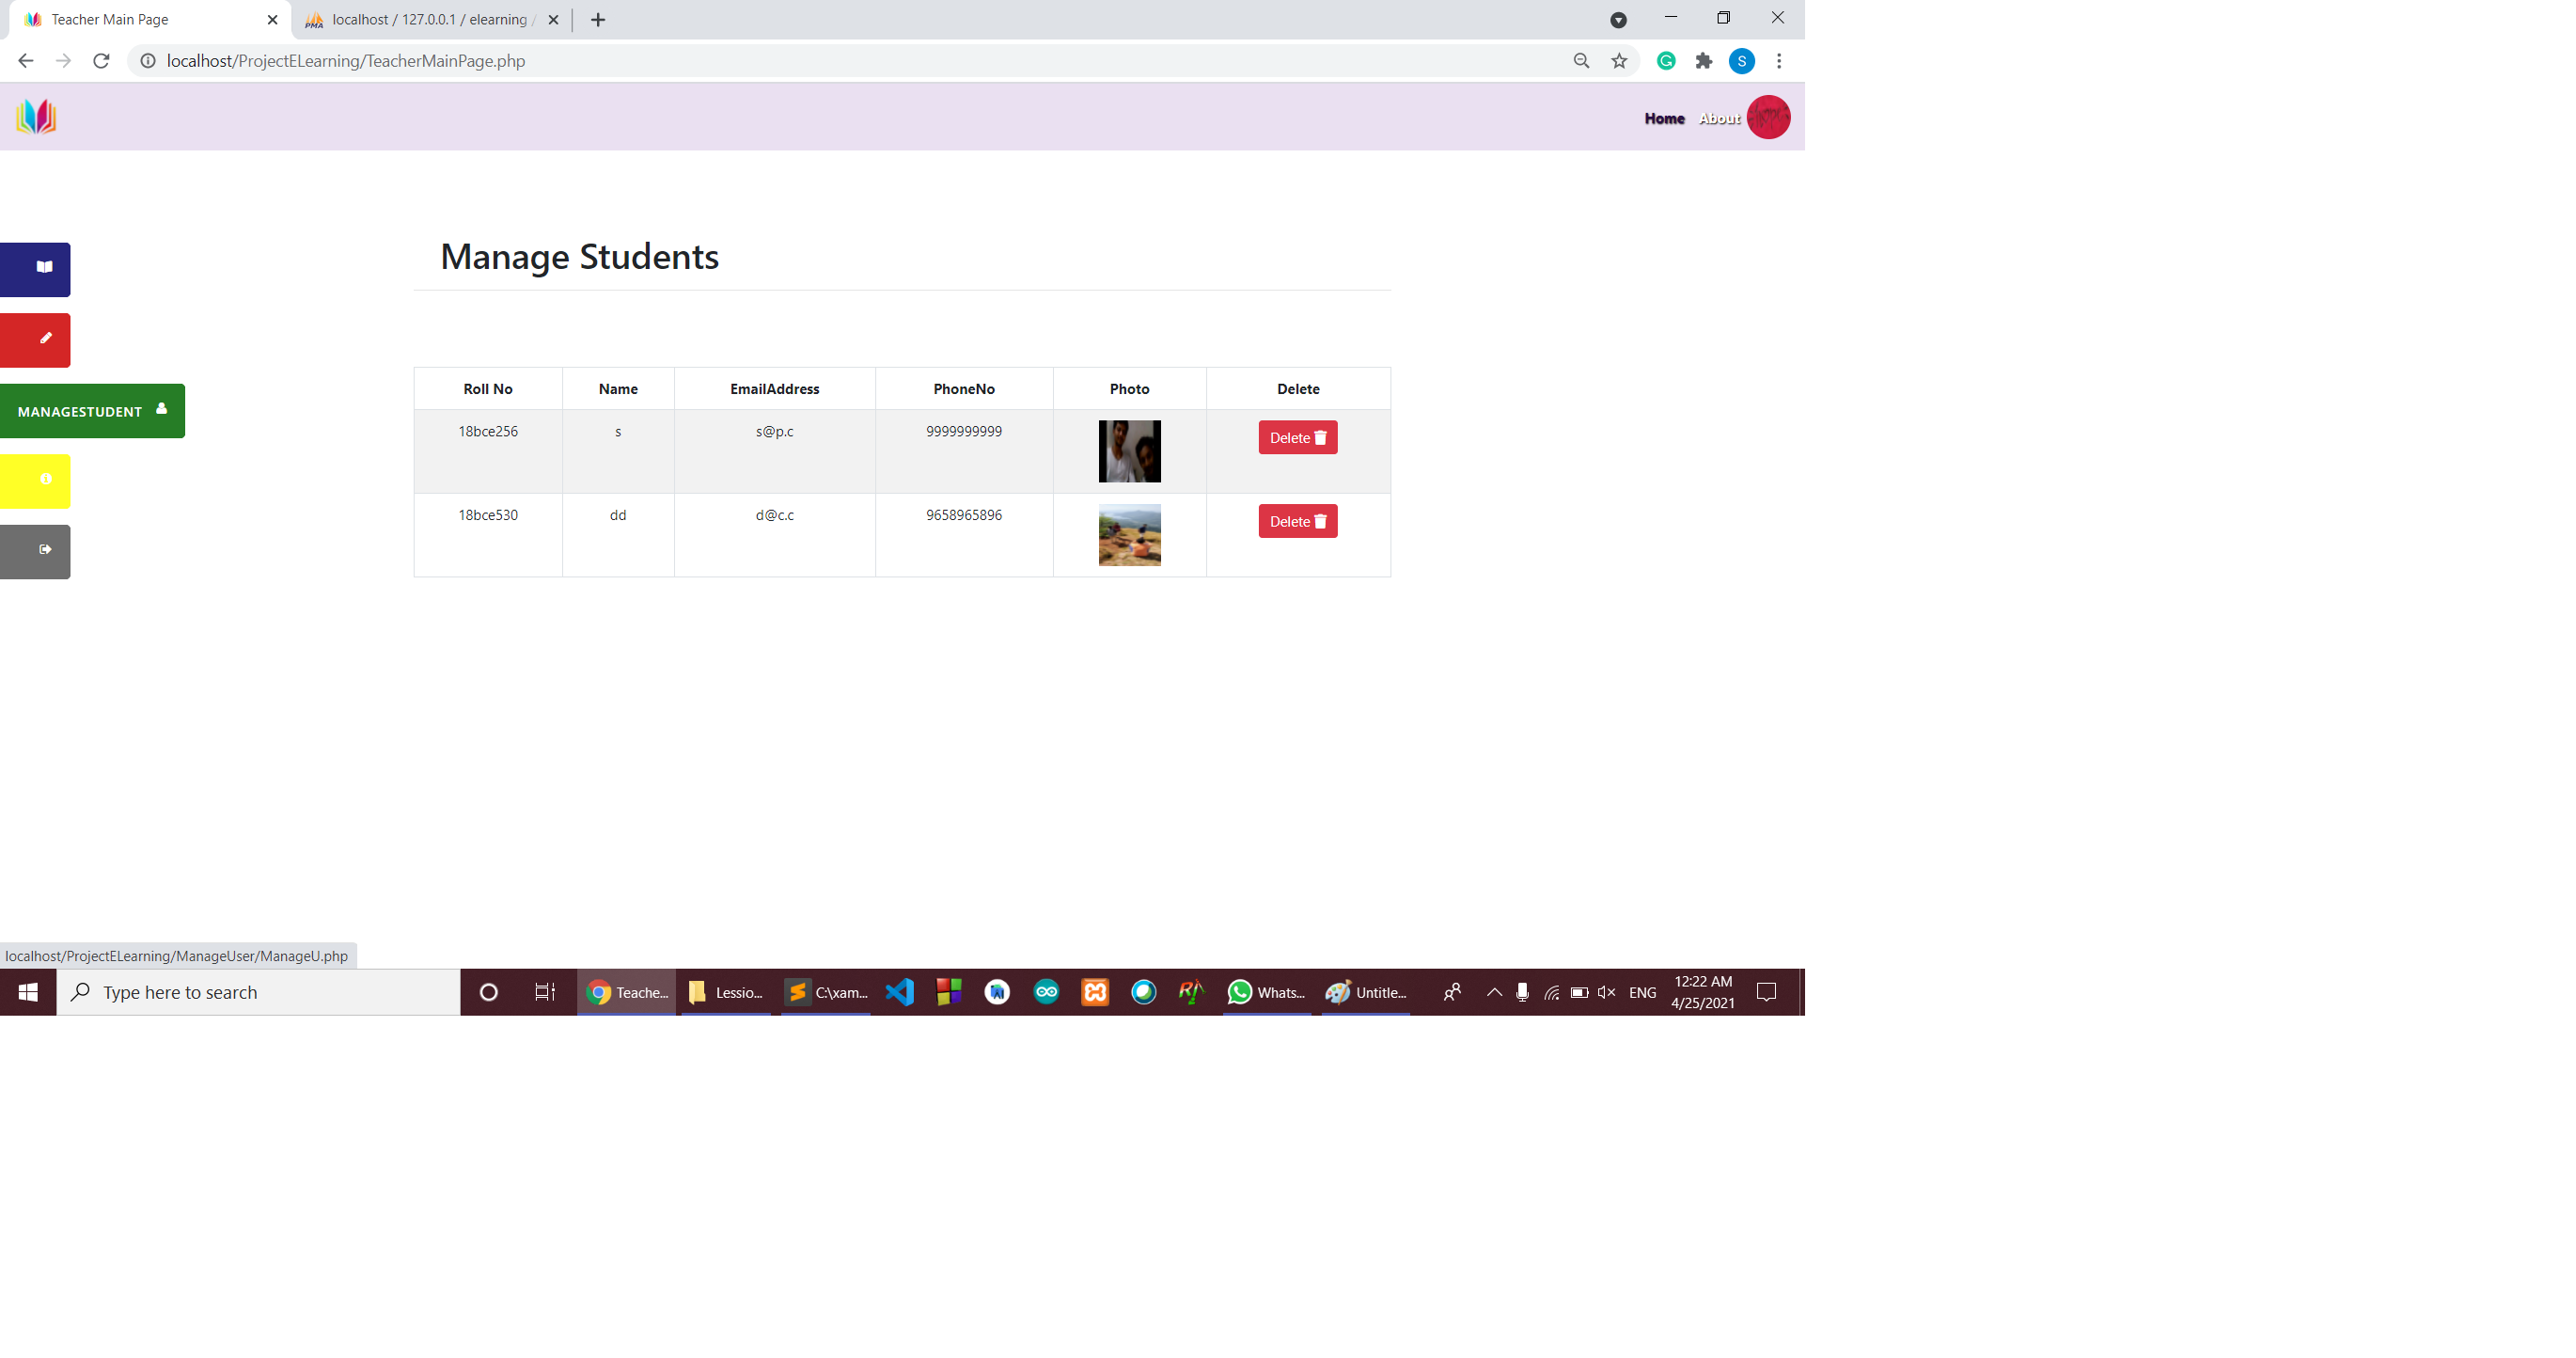 Teacher Main Page
localhost / 127.0.0.1 / elearning /
localhost/ProjectELearning/TeacherMainPage.php
S
Home About
Manage Students
MANAGESTUDENT
Roll No Name EmailAddress PhoneNo Photo Delete
18bce256 s s@p.c 9999999999 Delete
18bce530 dd d@c.c 9658965896 Delete
localhost/ProjectELearning/ManageUser/ManageU.php
Type here to search
Teache...
Lessio...
C:\xam...
Whats...
Untitle...
ENG
12:22 AM
4/25/2021